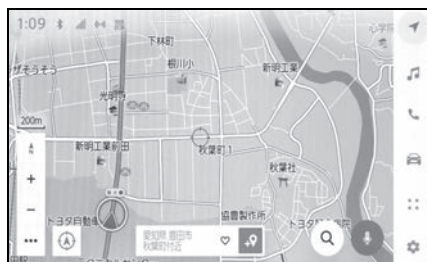 1:09
下林町
根川小
新明工業
光明寺
200m
新明工業前田
秋葉町1
秋葉社
協豊製作所
トヨタ自動車
愛知県 豊田市
秋葉町付近